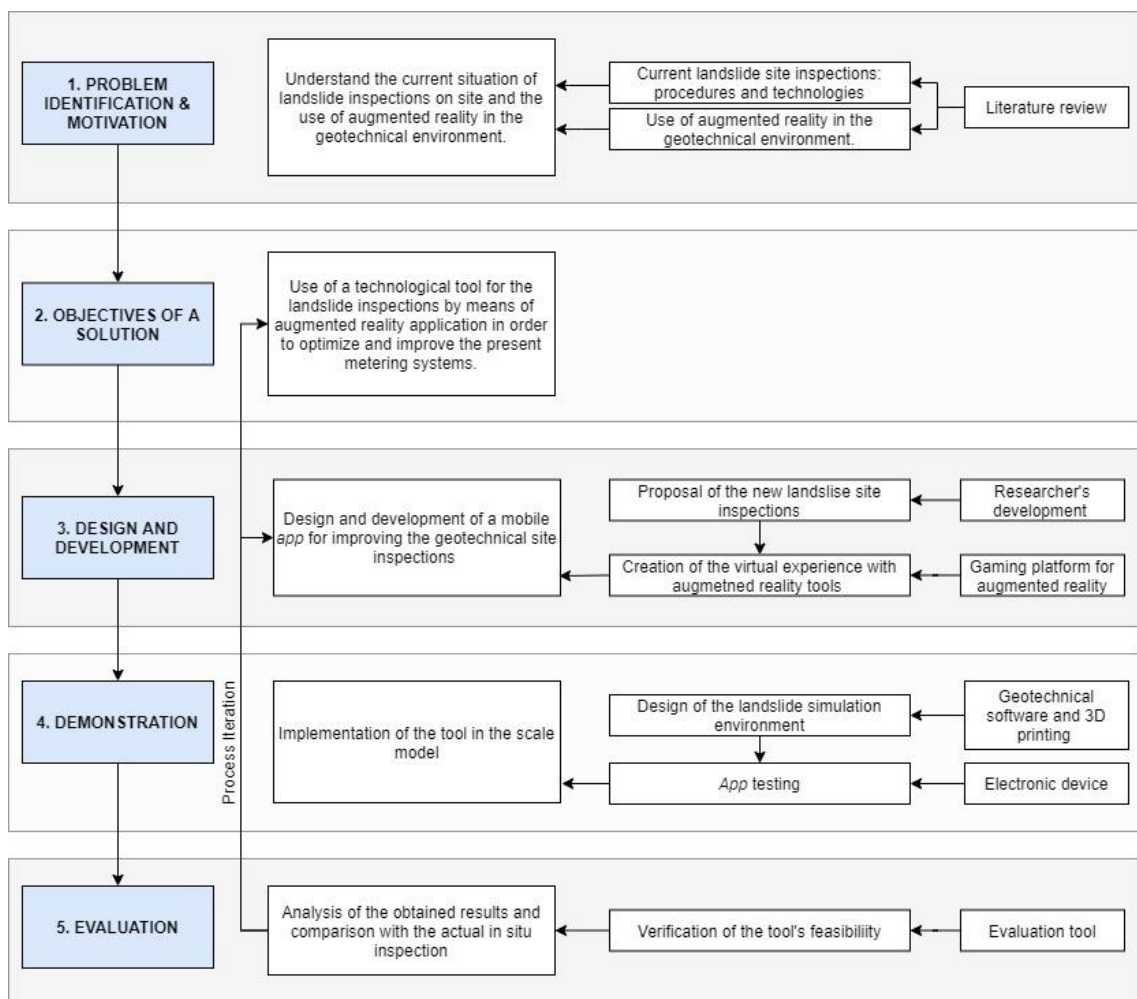 1. PROBLEM
IDENTIFICATION &
MOTIVATION
Understand the current situation of
landslide inspections on site and the
use of augmented reality in the
geotechnical environment.
Current landslide site inspections:
procedures and technologies
Use of augmented reality in the
geotechnical environment.
Literature review
2. OBJECTIVES OF A
SOLUTION
Use of a technological tool for the
landslide inspections by means of
augmented reality application in order
to optimize and improve the present
metering systems.
3. DESIGN AND
DEVELOPMENT
Design and development of a mobile
app for improving the geotechnical site
inspections
Proposal of the new landslise site
inspections
Researcher's
development
Creation of the virtual experience with
augmetned reality tools
Gaming platform for
augmented reality
4. DEMONSTRATION
Process Iteration
Implementation of the tool in the scale
model
Design of the landslide simulation
environment
Geotechnical
software and 3D
printing
App testing
Electronic device
5. EVALUATION
Analysis of the obtained results and
comparison with the actual in situ
inspection
Verification of the tool's feasibiliity
Evaluation tool